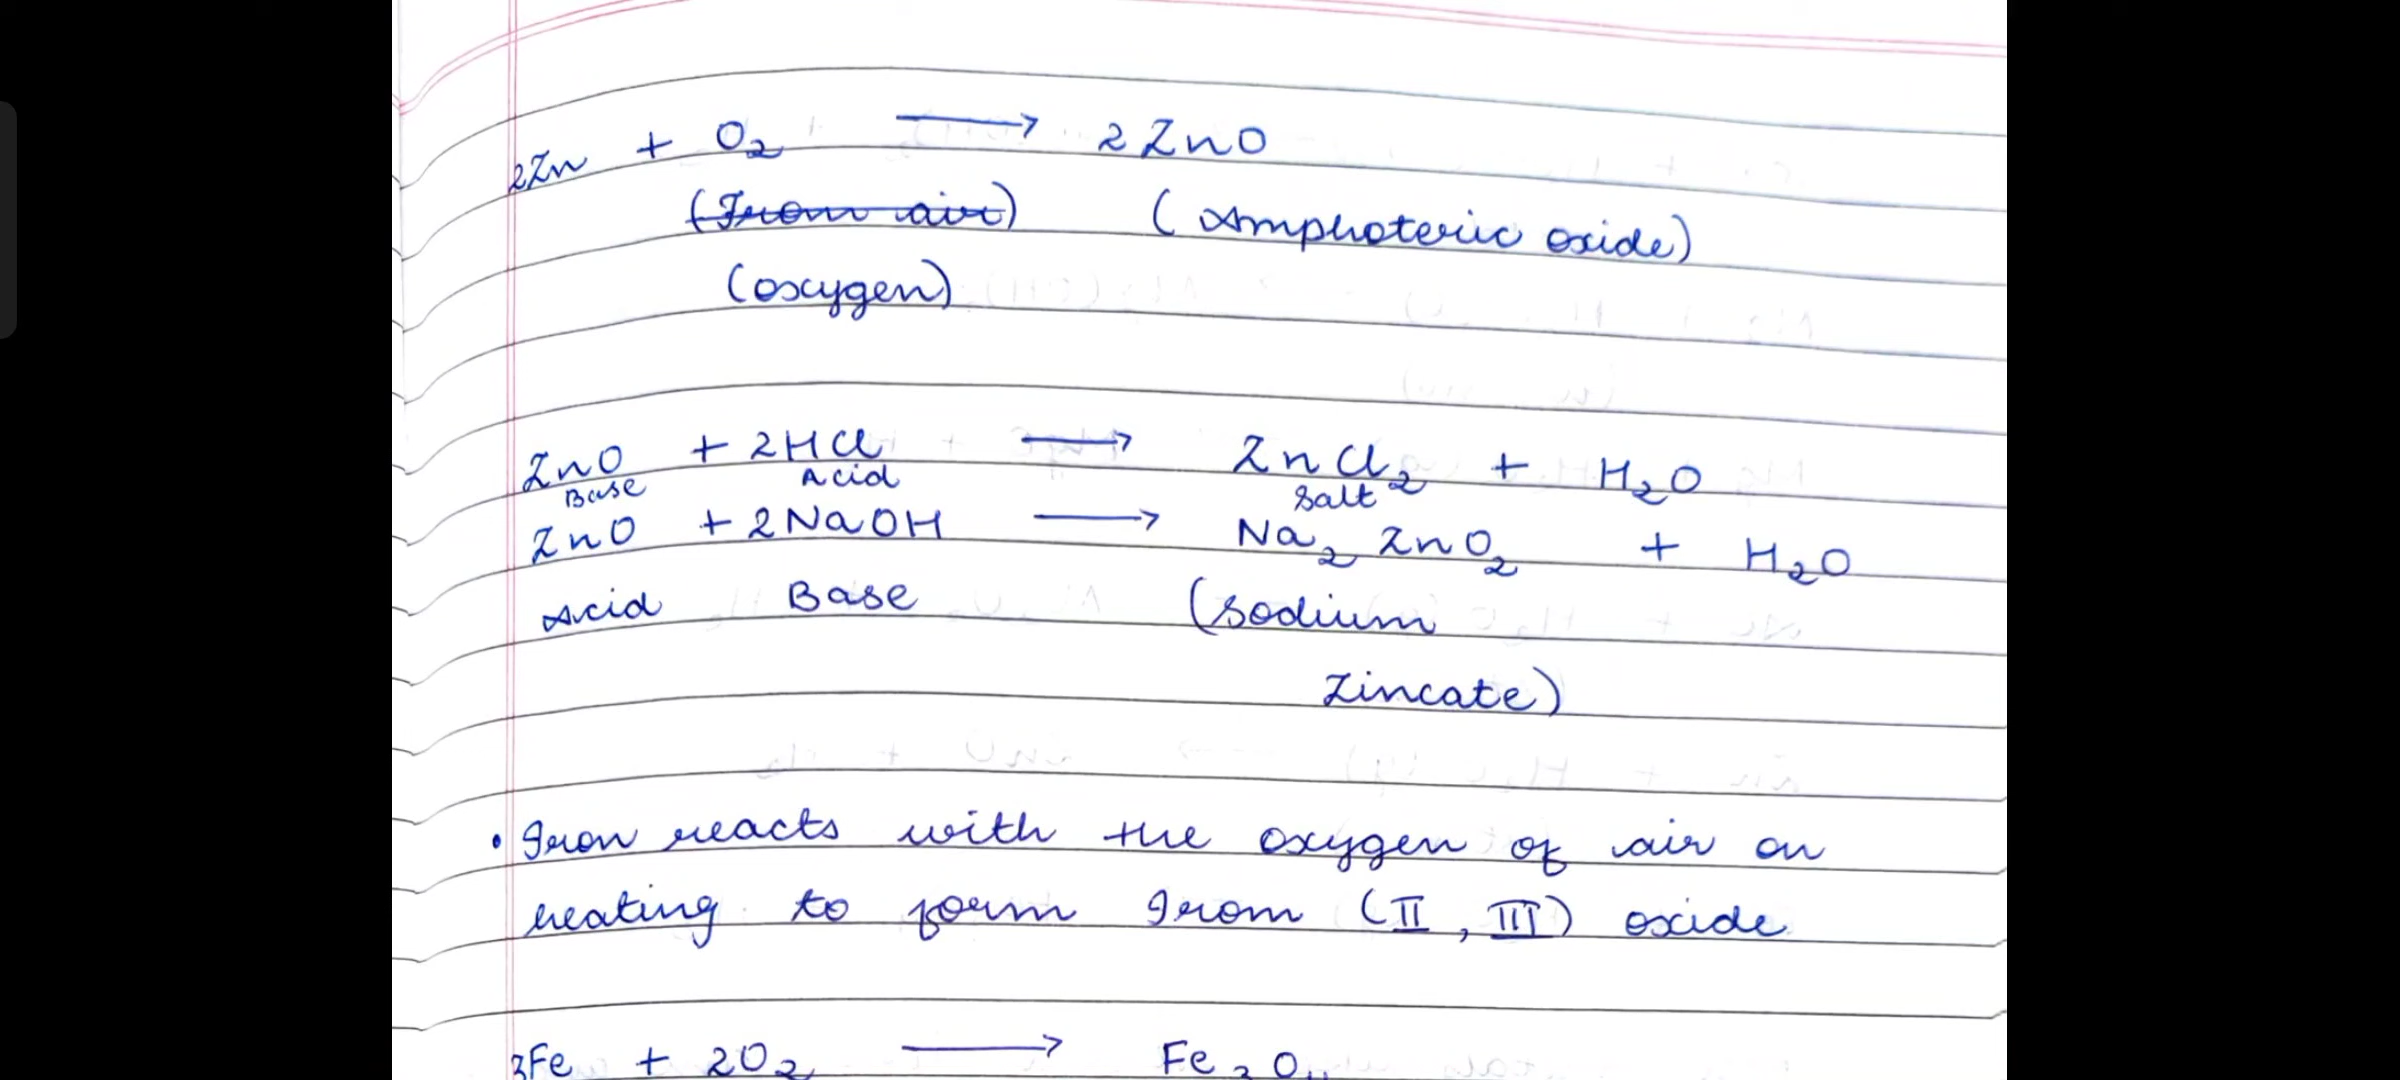 2Zn + O₂ ⟶ 2ZnO
(From air) (Amphoteric oxide)
(oxygen)
ZnO + 2HCl ⟶ ZnCl₂ + H₂O
Base Acid Salt
ZnO + 2NaOH ⟶ Na₂ZnO₂ + H₂O
Acid Base (sodium
zincate)
• Iron reacts with the oxygen of air on
heating to form Irom (II, III) oxide
3Fe + 2O₂ ⟶ Fe₃O₄